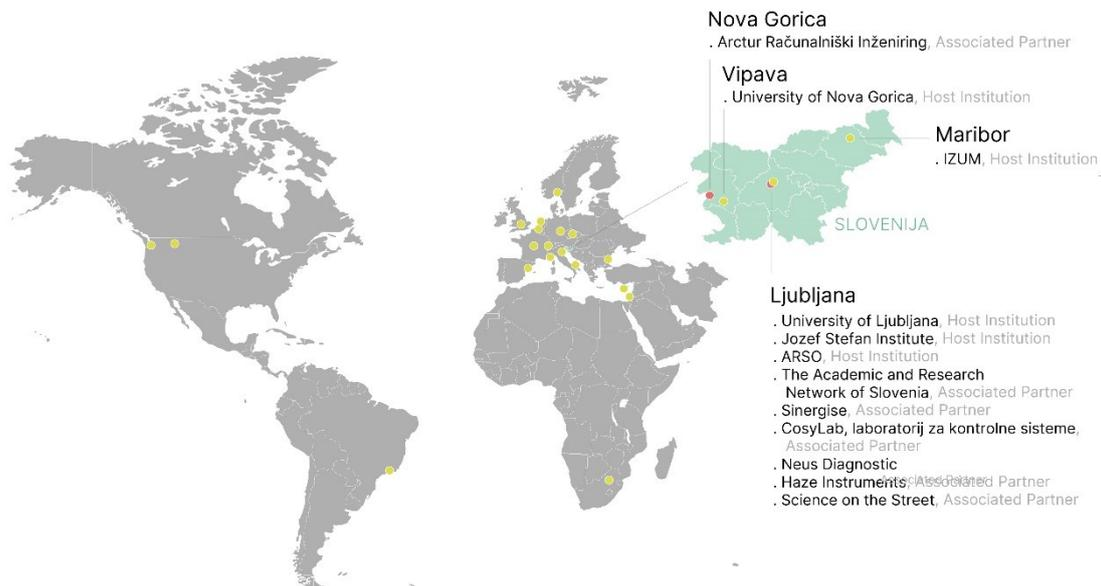 Nova Gorica
. Arctur Računalniški Inženiring, Associated Partner
Vipava
. University of Nova Gorica, Host Institution
Maribor
. IZUM, Host Institution
SLOVENIJA
Ljubljana
. University of Ljubljana, Host Institution
. Jozef Stefan Institute, Host Institution
. ARSO, Host Institution
. The Academic and Research
Network of Slovenia, Associated Partner
. Sinergise, Associated Partner
. CosyLab, laboratorij za kontrolne sisteme,
Associated Partner
. Neus Diagnostic
Associated Partner
. Haze Instruments, Associated Partner
. Science on the Street, Associated Partner